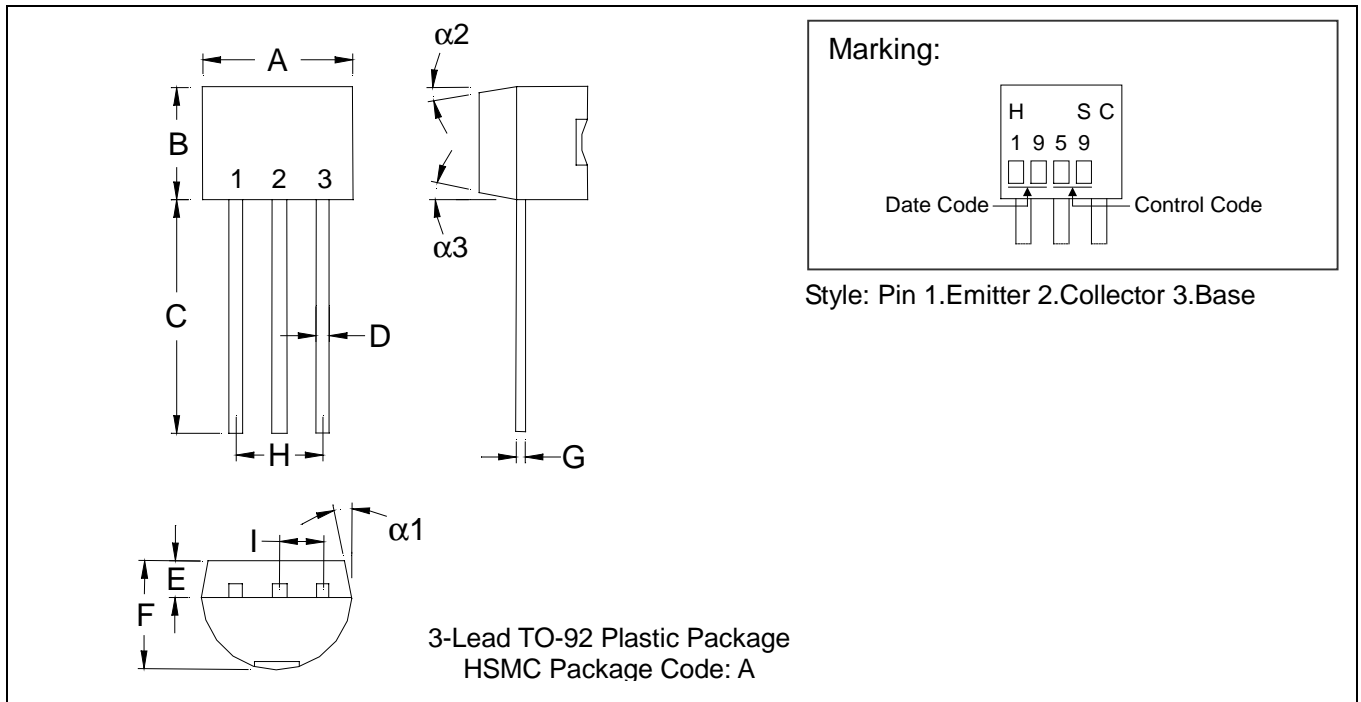 α2
A
B
1 2 3
α3
C
D
H
G
α1
I
E
F
3-Lead TO-92 Plastic Package
HSMC Package Code: A
Marking:
H S C
1 9 5 9
Date Code
Control Code
Style: Pin 1.Emitter 2.Collector 3.Base